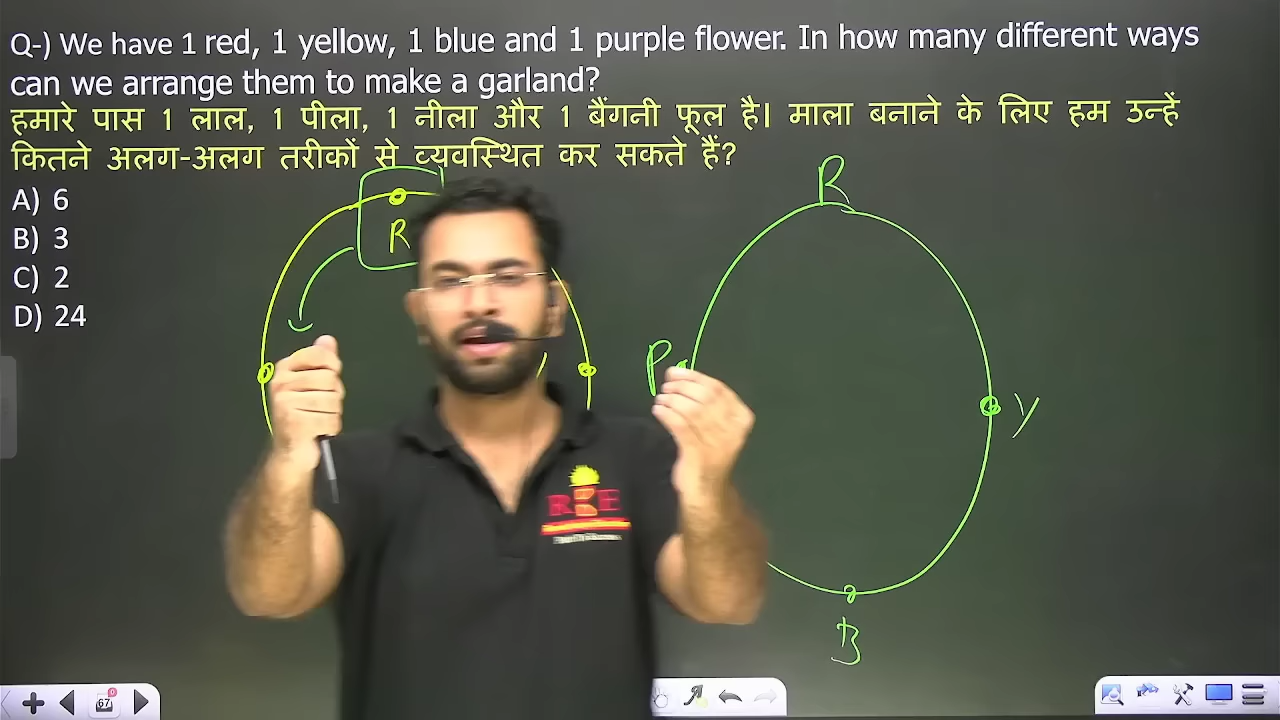 Q-) We have 1 red, 1 yellow, 1 blue and 1 purple flower. In how many different ways
can we arrange them to make a garland?
हमारे पास 1 लाल, 1 पीला, 1 नीला और 1 बैंगनी फूल है। माला बनाने के लिए हम उन्हें
कितने अलग-अलग तरीकों से व्यवस्थित कर सकते हैं?
A) 6
B) 3
C) 2
D) 24
R
R
P
Y
B
67